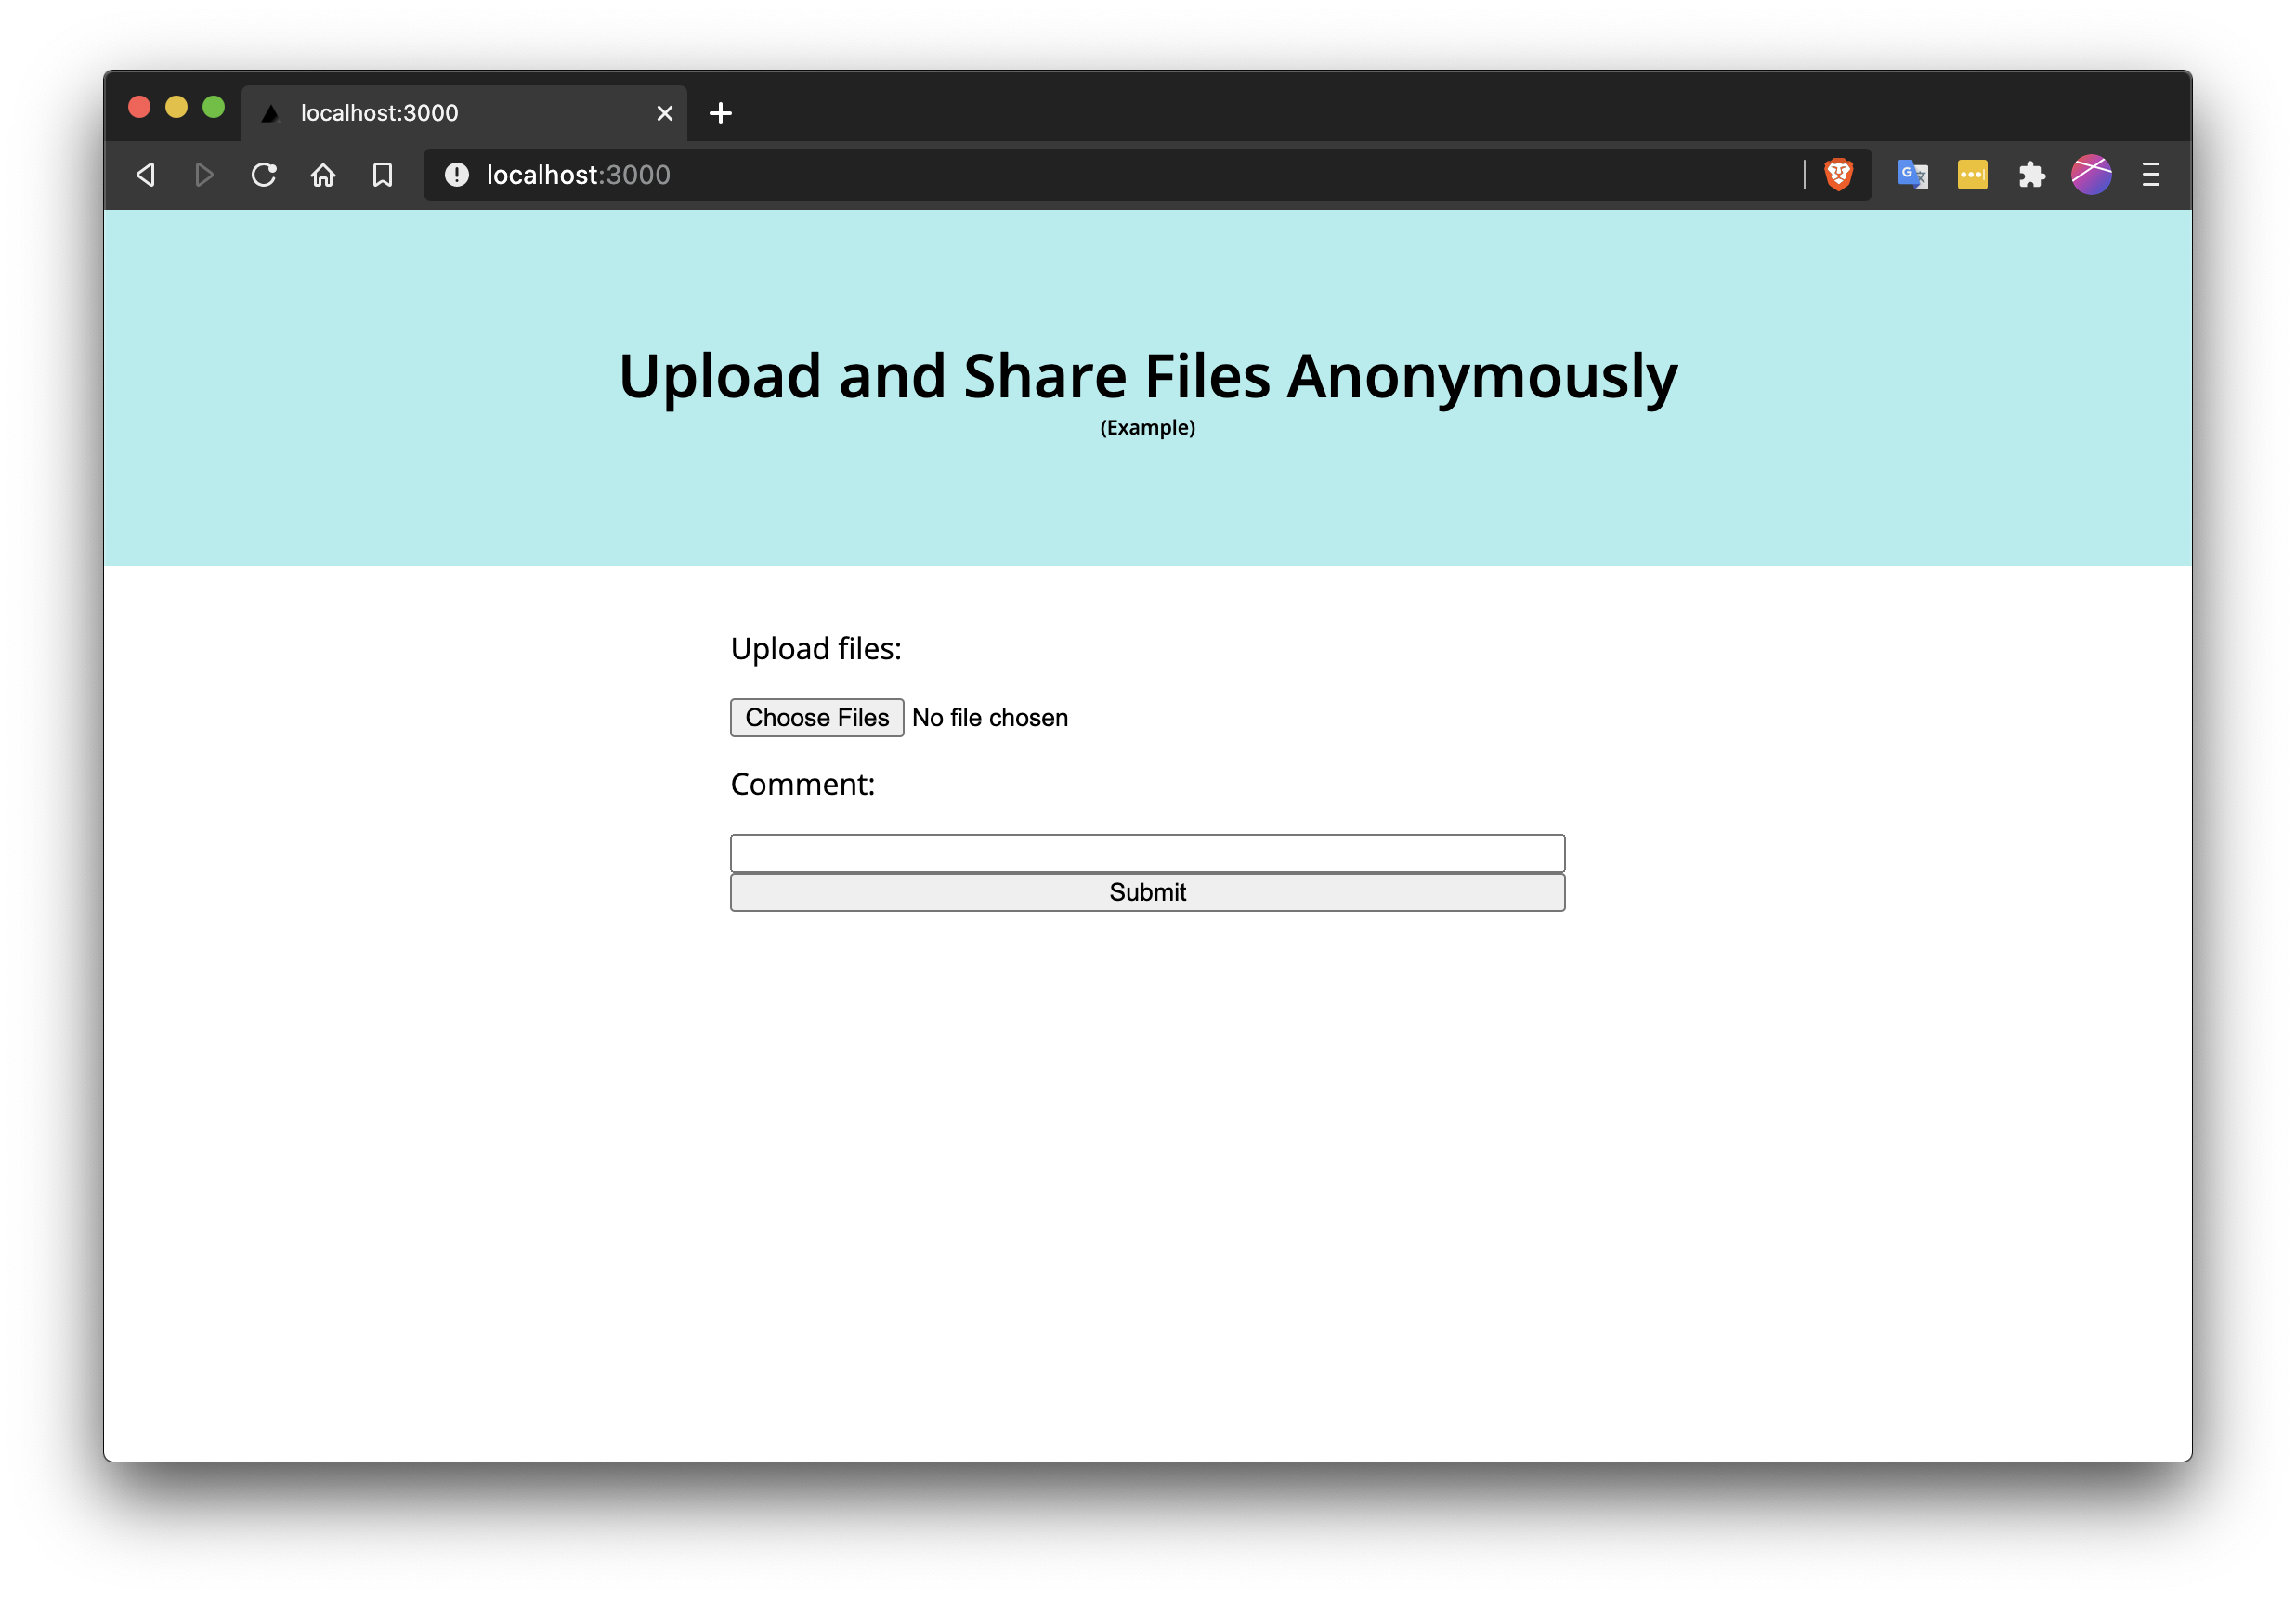 localhost:3000
localhost:3000
Upload and Share Files Anonymously
(Example)
Upload files:
Choose Files No file chosen
Comment:
Submit